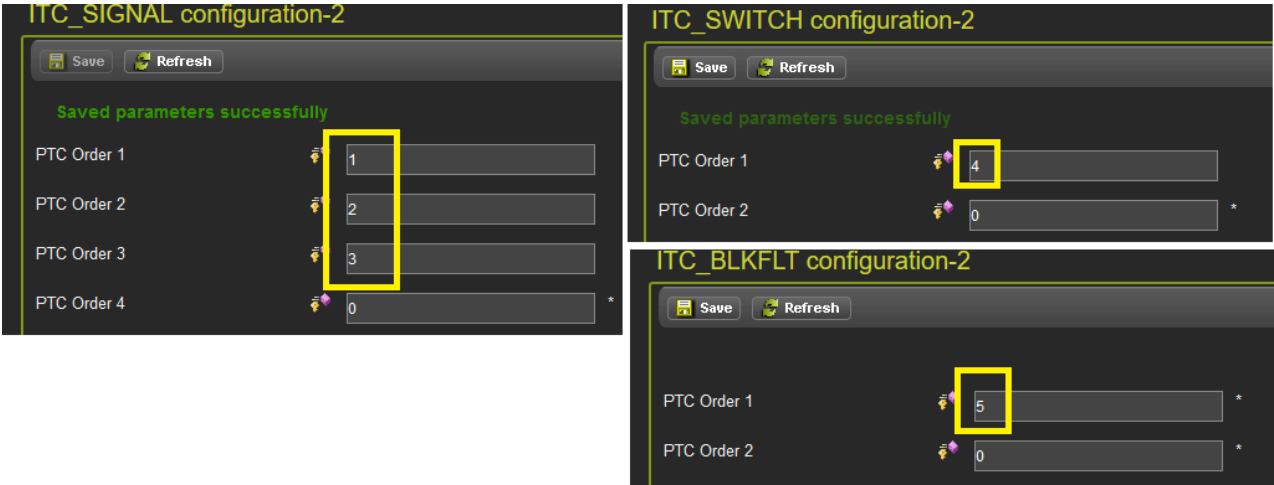 ITC_SIGNAL configuration-2
Save Refresh
Saved parameters successfully
PTC Order 1 1
PTC Order 2 2
PTC Order 3 3
PTC Order 4 0 *
ITC_SWITCH configuration-2
Save Refresh
Saved parameters successfully
PTC Order 1 4
PTC Order 2 0 *
ITC_BLKFLT configuration-2
Save Refresh
PTC Order 1 5 *
PTC Order 2 0 *